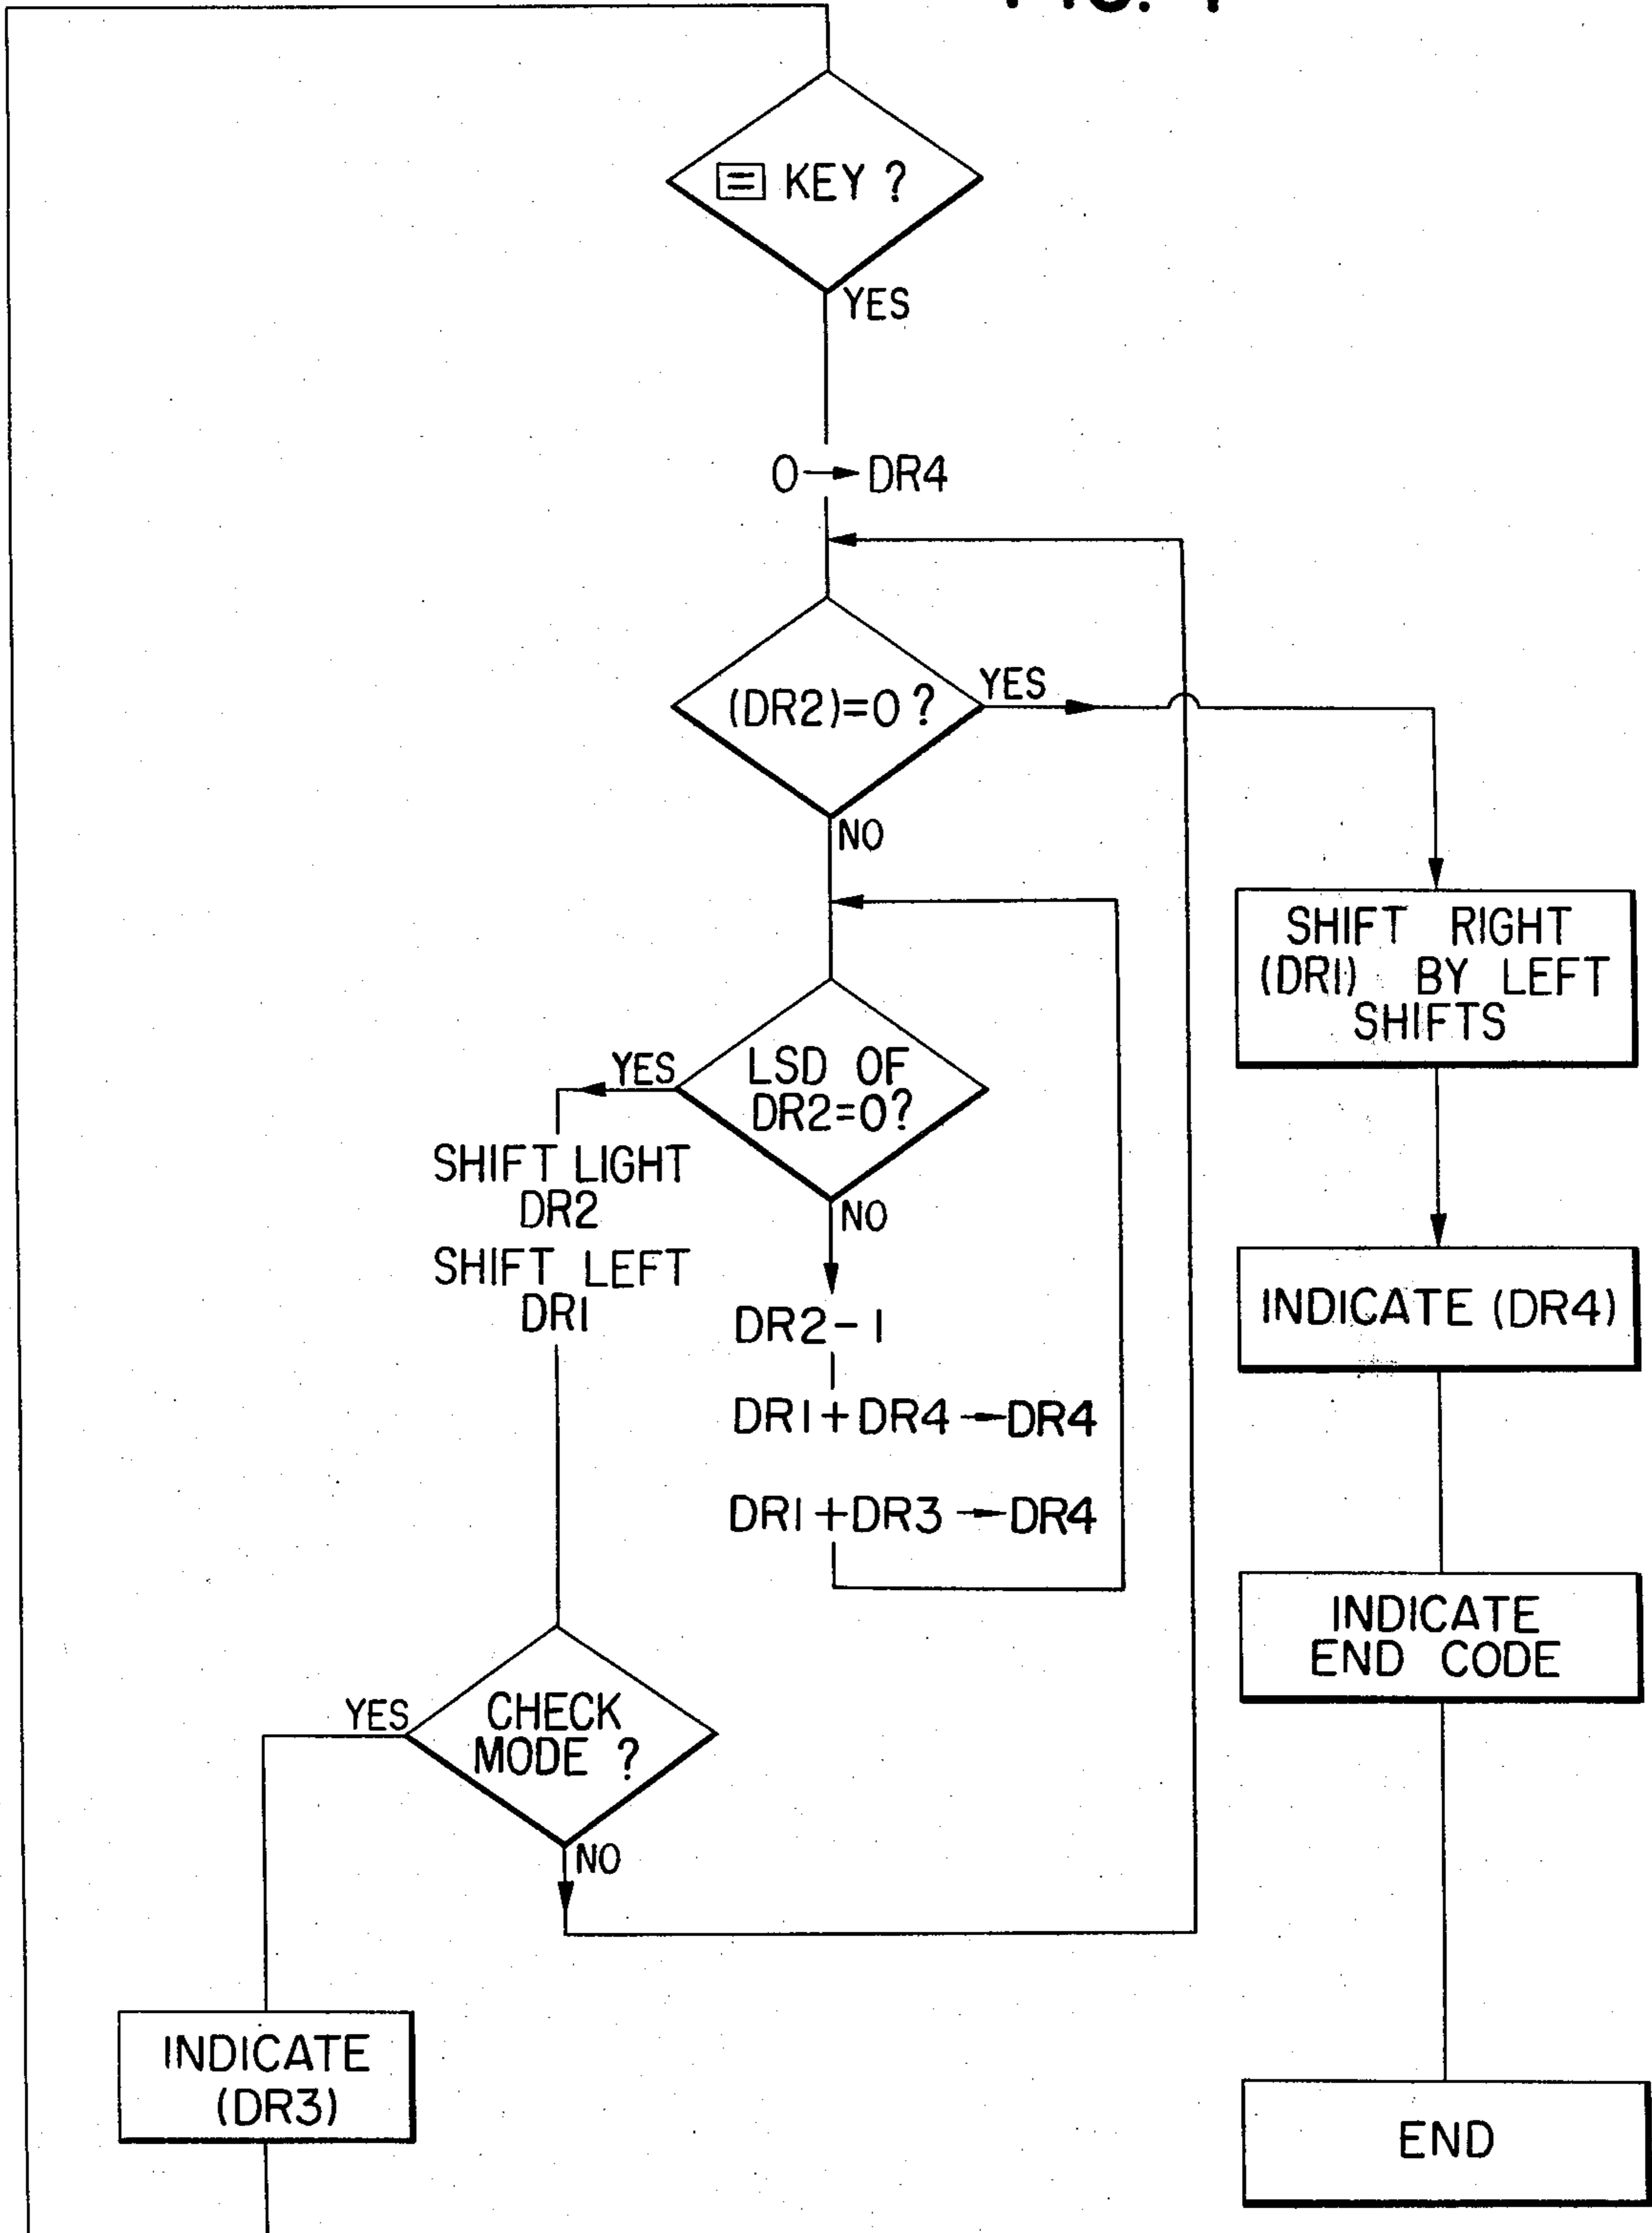 = KEY ?
YES
0→DR4
(DR2)=0 ?
YES
NO
SHIFT RIGHT
(DR1) BY LEFT
SHIFTS
LSD OF
DR2=0?
YES
NO
SHIFT LIGHT
DR2
SHIFT LEFT
DR1
DR2-1
DR1+DR4→DR4
DR1+DR3→DR4
INDICATE (DR4)
INDICATE
END CODE
CHECK
MODE ?
YES
NO
INDICATE
(DR3)
END